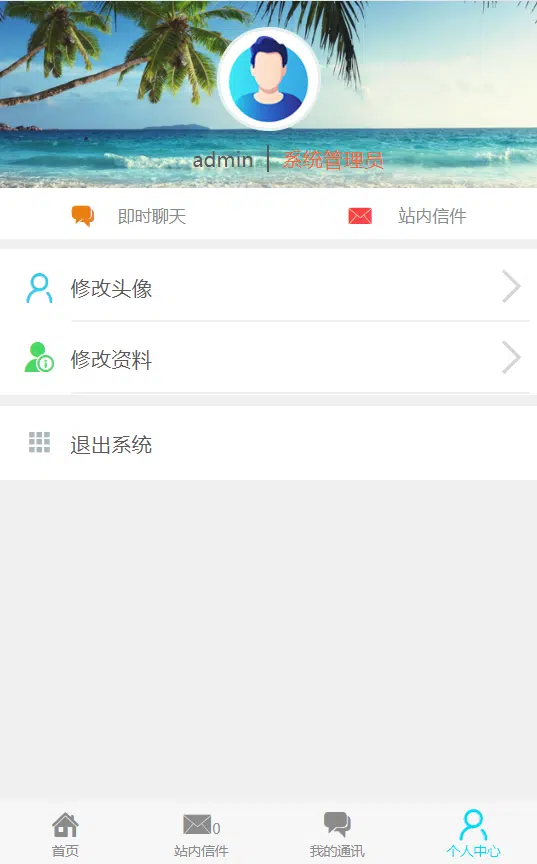 admin | 系统管理员
即时聊天 站内信件
修改头像
修改资料
退出系统
0
首页 站内信件 我的通讯 个人中心